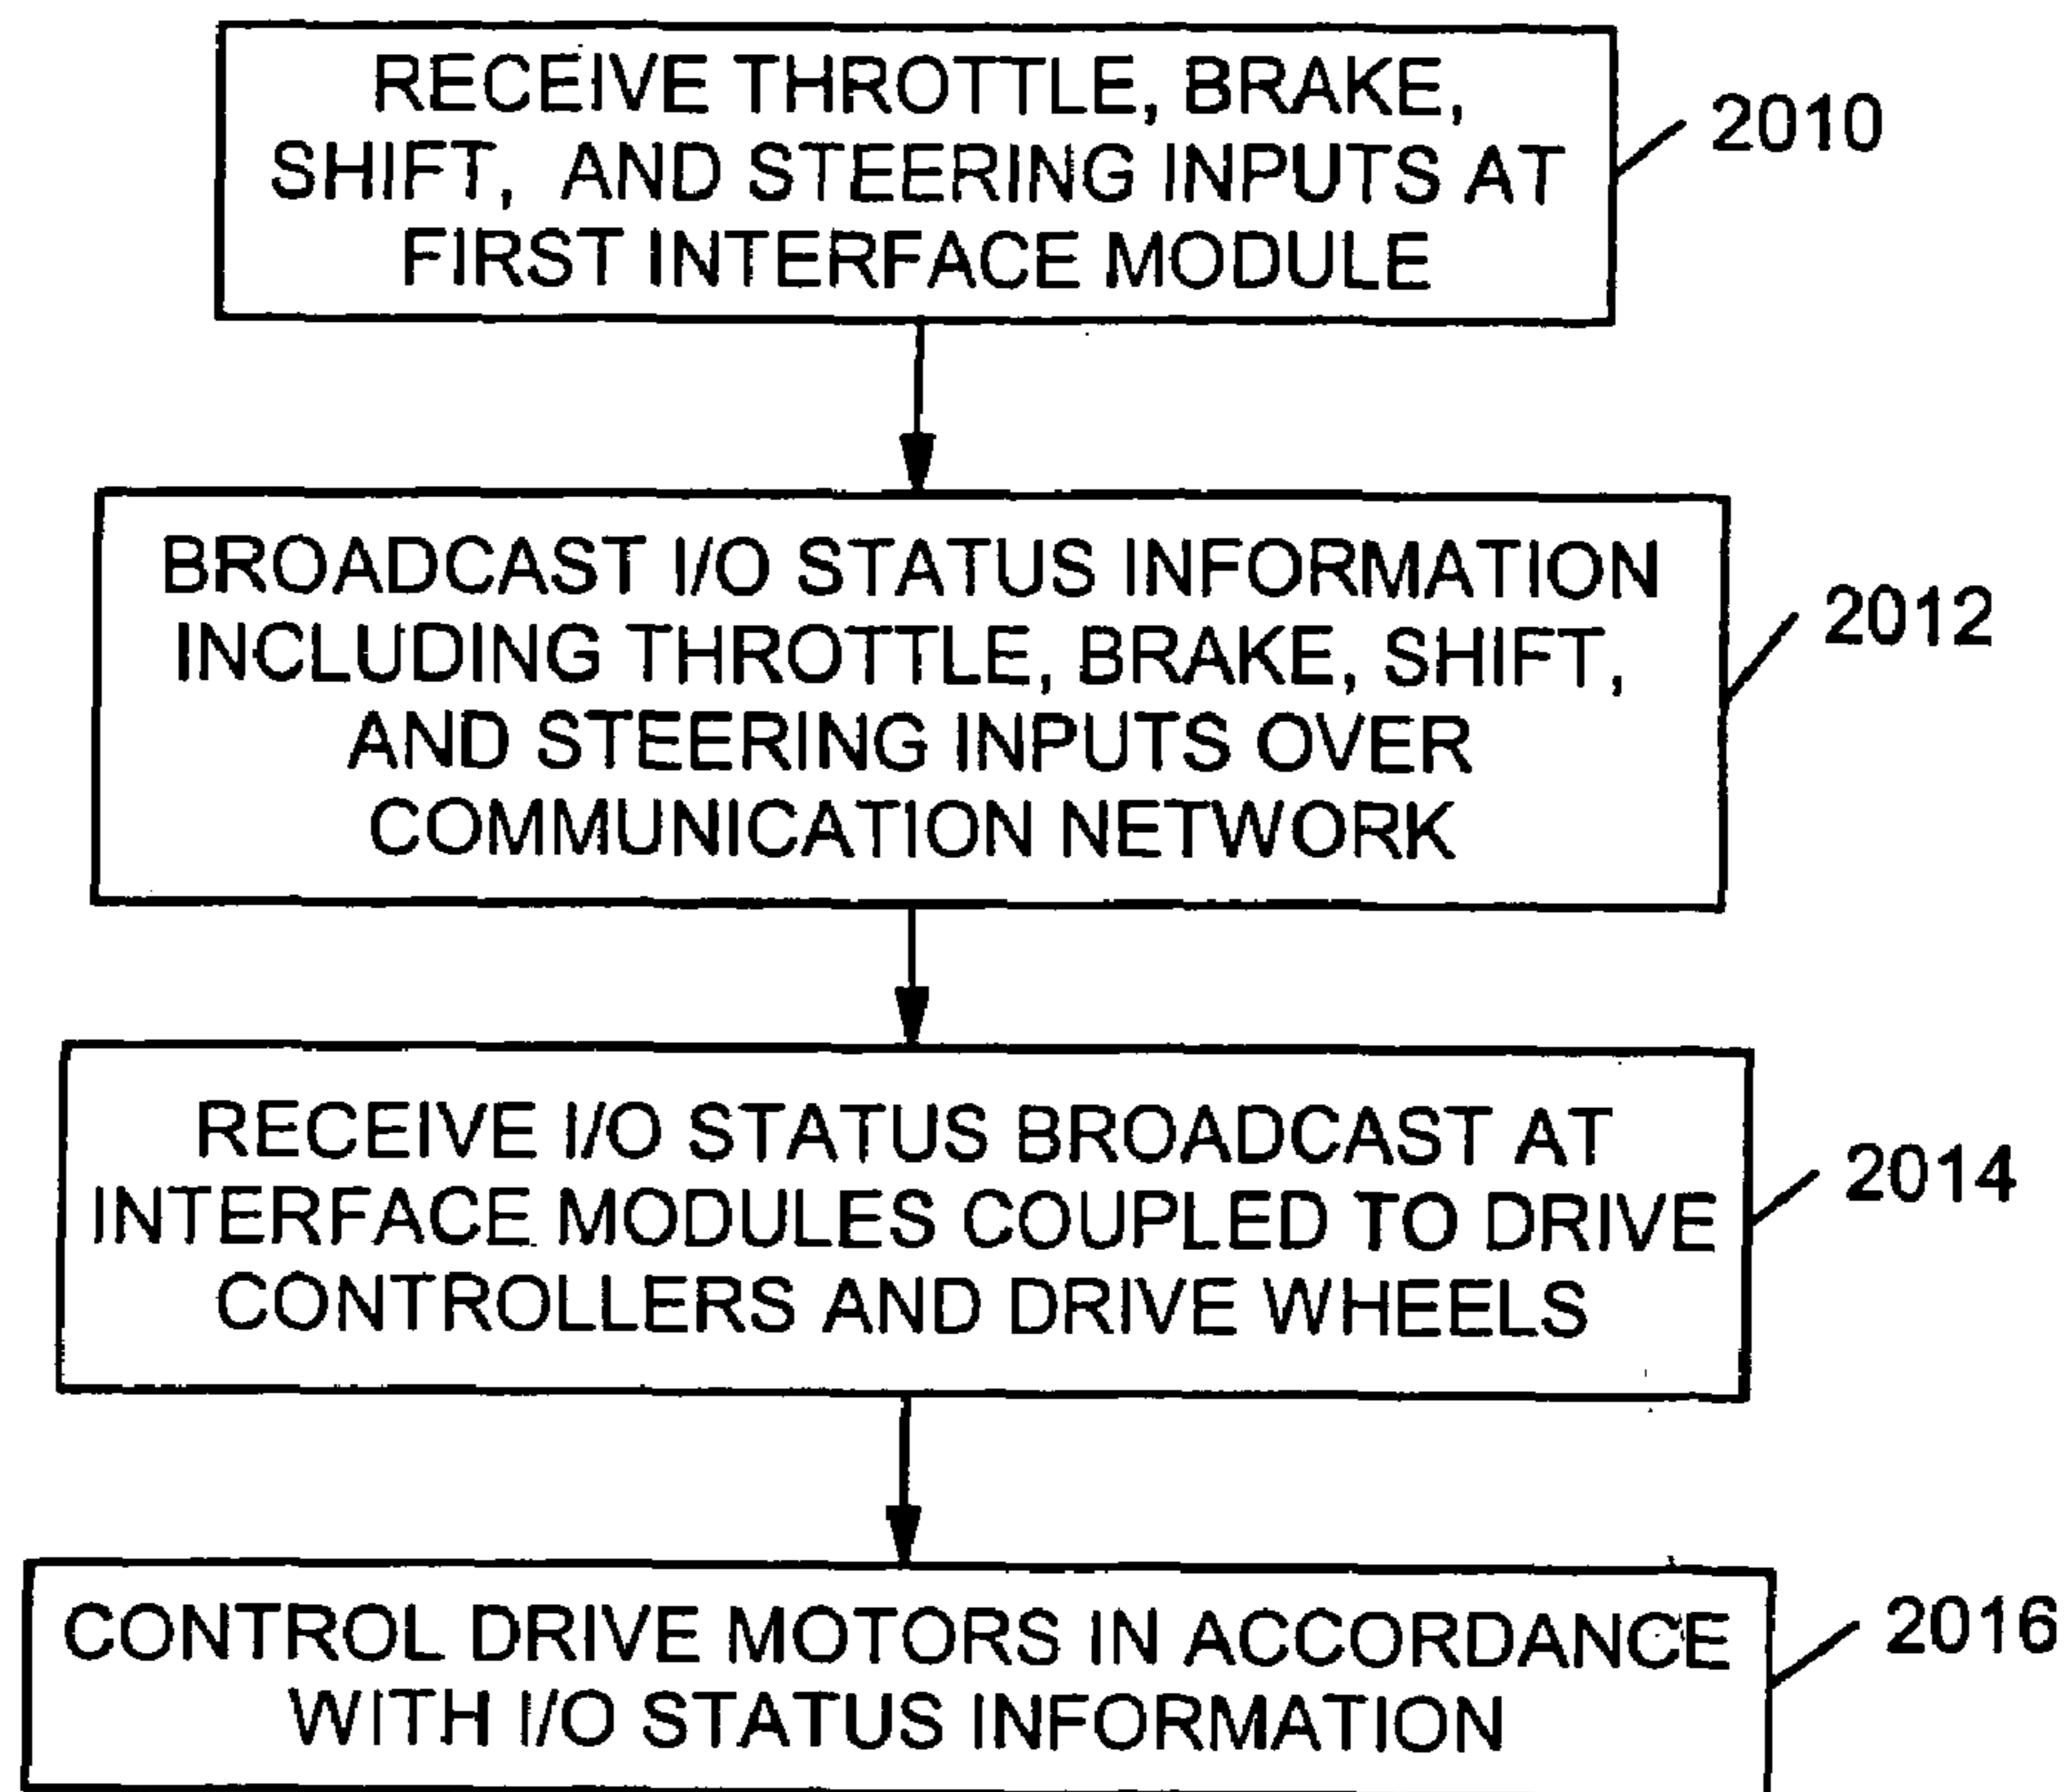 RECEIVE THROTTLE, BRAKE,
SHIFT, AND STEERING INPUTS AT
FIRST INTERFACE MODULE
2010
BROADCAST I/O STATUS INFORMATION
INCLUDING THROTTLE, BRAKE, SHIFT,
AND STEERING INPUTS OVER
COMMUNICATION NETWORK
2012
RECEIVE I/O STATUS BROADCAST AT
INTERFACE MODULES COUPLED TO DRIVE
CONTROLLERS AND DRIVE WHEELS
2014
CONTROL DRIVE MOTORS IN ACCORDANCE
WITH I/O STATUS INFORMATION
2016